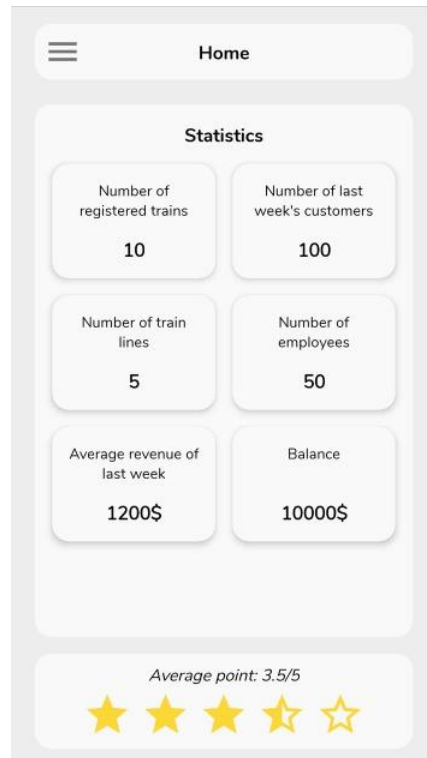 Home
Statistics
Number of
registered trains
10
Number of last
week's customers
100
Number of train
lines
5
Number of
employees
50
Average revenue of
last week
1200$
Balance
10000$
Average point: 3.5/5